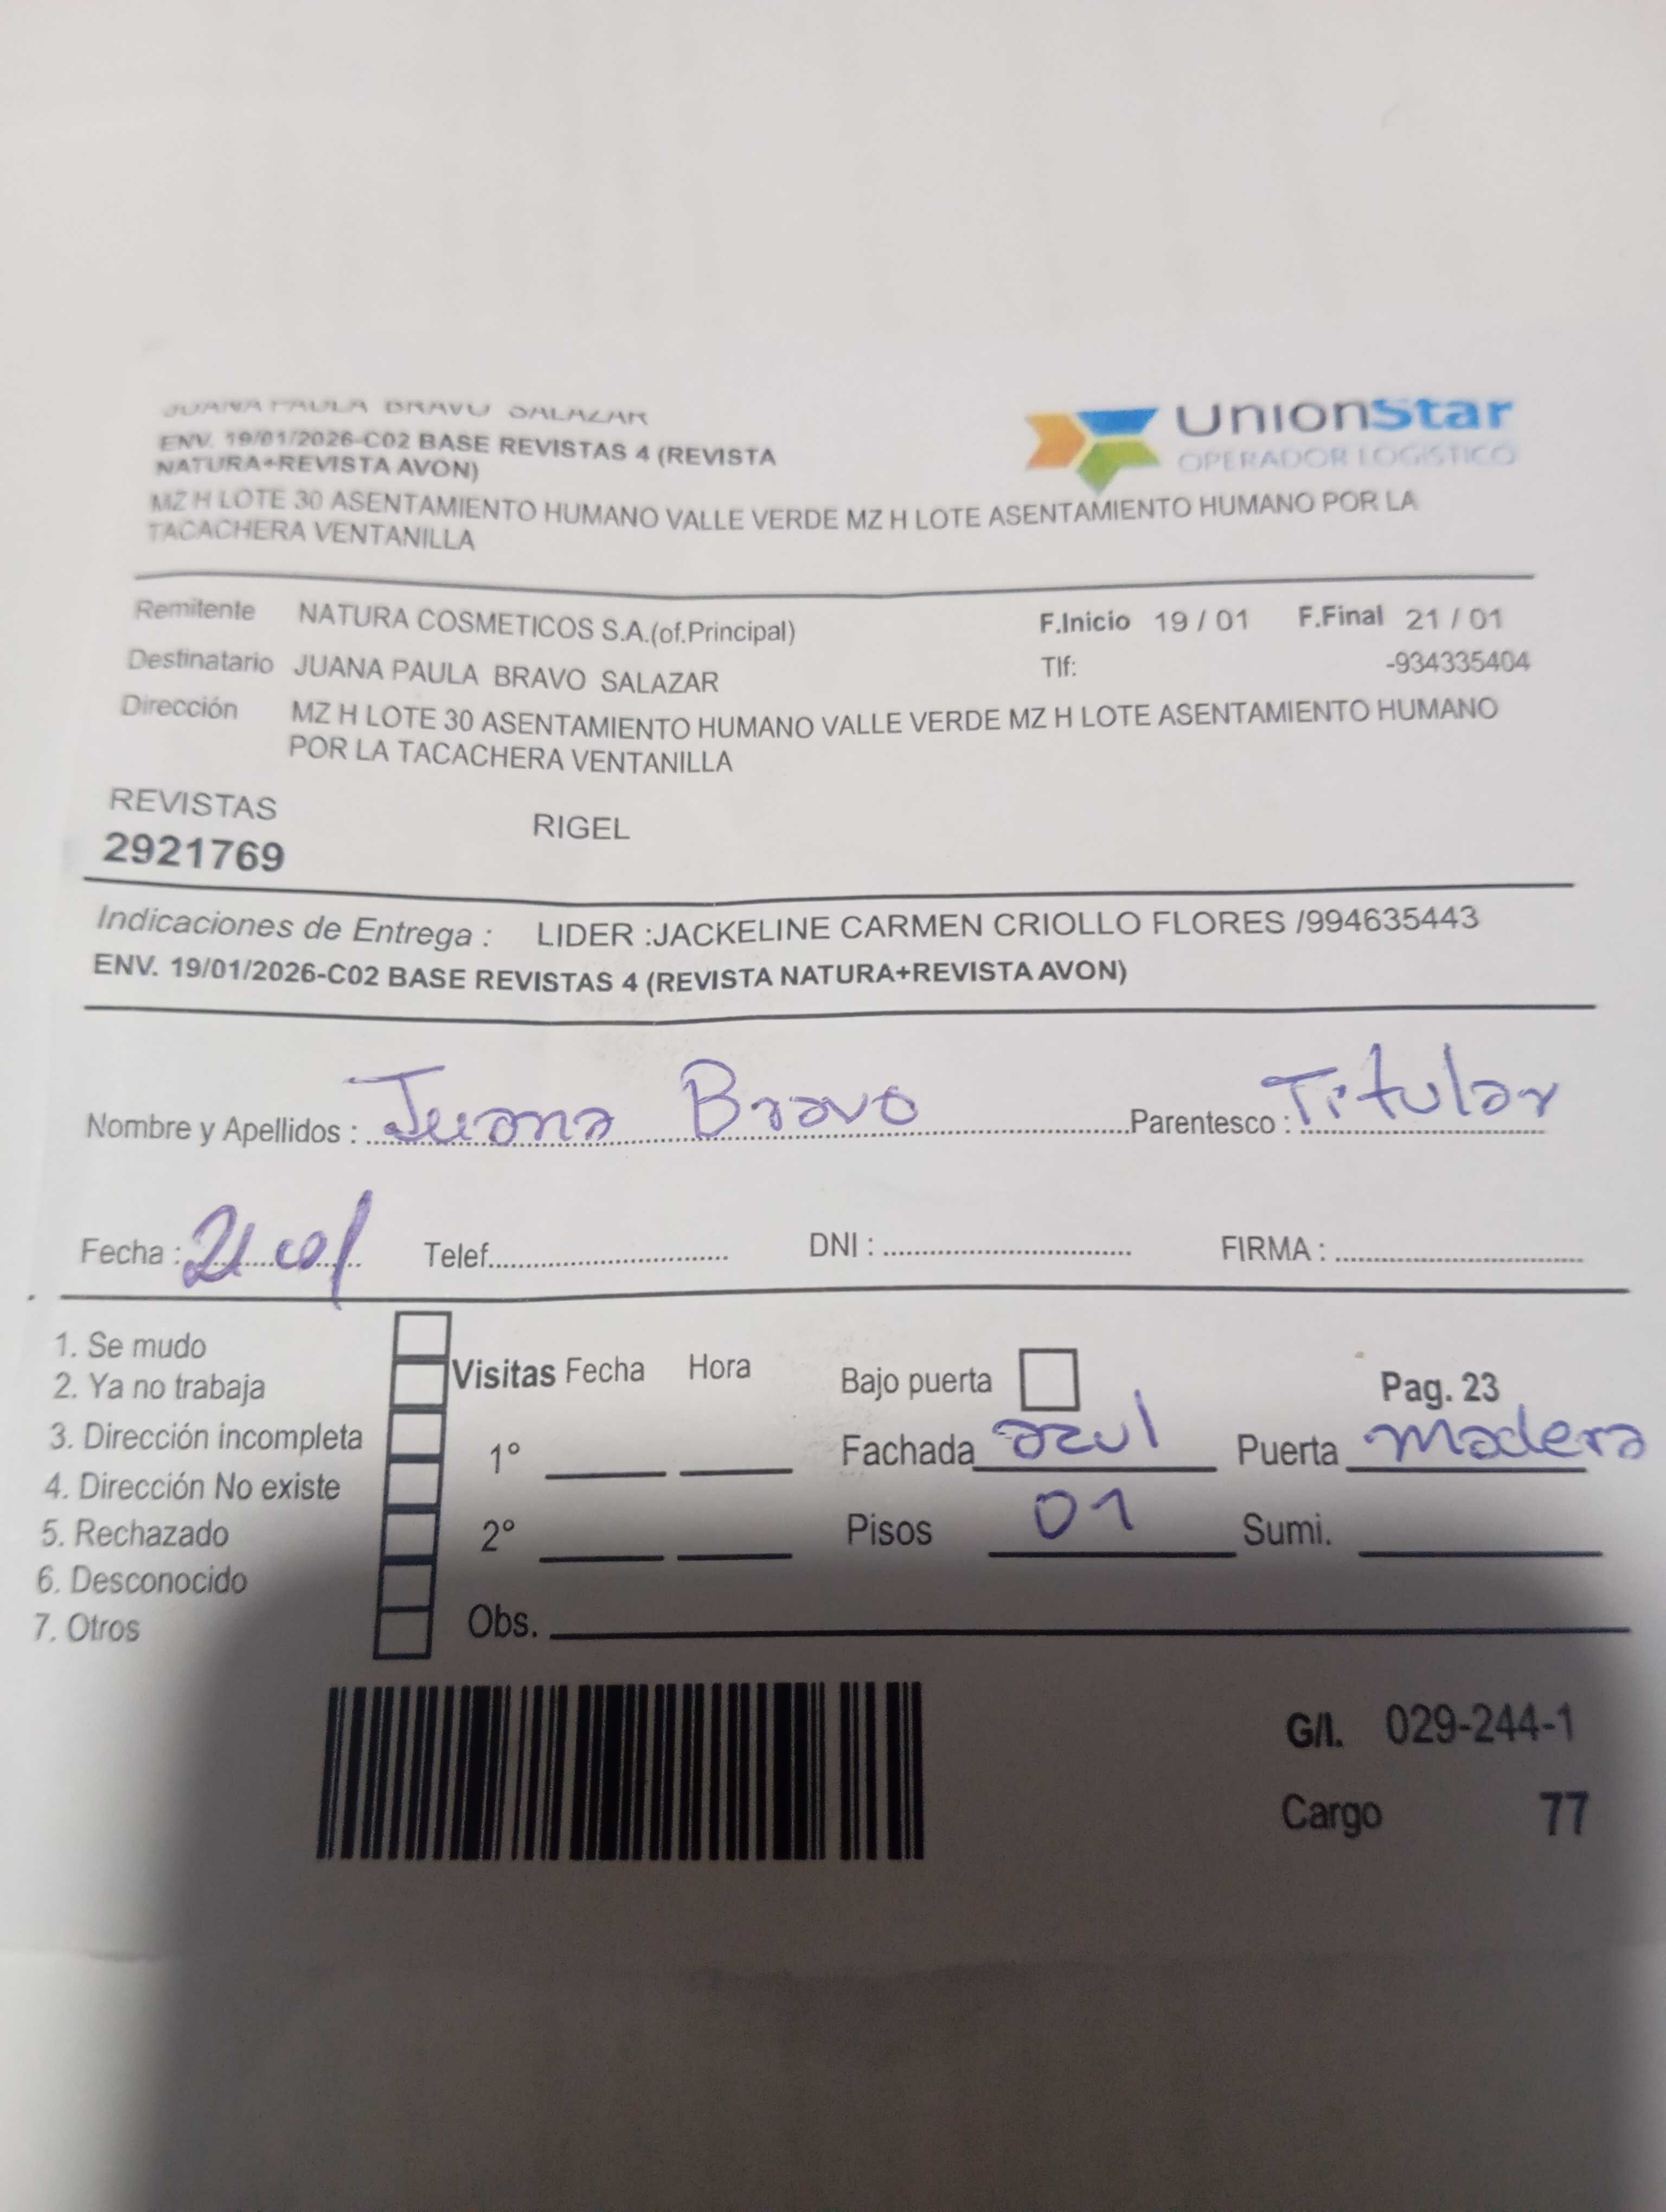 JUANA PAULA BRAVO SALAZAR
ENV. 19/01/2026-C02 BASE REVISTAS 4 (REVISTA
NATURA+REVISTA AVON)
UnionStar
OPERADOR LOGISTICO
MZ H LOTE 30 ASENTAMIENTO HUMANO VALLE VERDE MZ H LOTE ASENTAMIENTO HUMANO POR LA
TACACHERA VENTANILLA
Remitente NATURA COSMETICOS S.A.(of.Principal) F.Inicio 19 / 01 F.Final 21 / 01
Destinatario JUANA PAULA BRAVO SALAZAR Tlf: -934335404
Dirección MZ H LOTE 30 ASENTAMIENTO HUMANO VALLE VERDE MZ H LOTE ASENTAMIENTO HUMANO
POR LA TACACHERA VENTANILLA
REVISTAS RIGEL
2921769
Indicaciones de Entrega : LIDER :JACKELINE CARMEN CRIOLLO FLORES /994635443
ENV. 19/01/2026-C02 BASE REVISTAS 4 (REVISTA NATURA+REVISTA AVON)
Nombre y Apellidos : Juana Bravo Parentesco : Titular
Fecha : 21 Telef. DNI : FIRMA :
1. Se mudo
2. Ya no trabaja
3. Dirección incompleta
4. Dirección No existe
5. Rechazado
6. Desconocido
7. Otros
Visitas Fecha Hora
1°
2°
Obs.
Bajo puerta Pag. 23
Fachada azul Puerta madera
Pisos 01 Sumi.
G/I. 029-244-1
Cargo 77